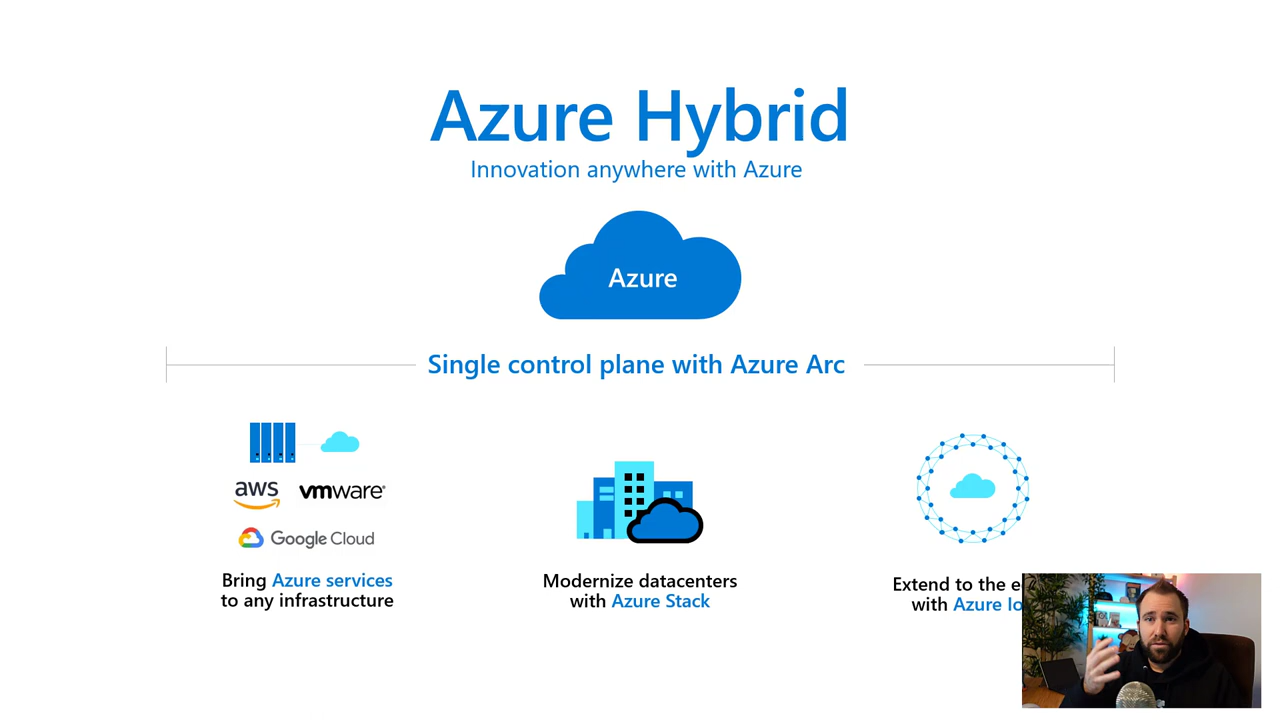 Azure Hybrid
Innovation anywhere with Azure
Azure
Single control plane with Azure Arc
aws
vmware®
Google Cloud
Bring Azure services
to any infrastructure
Modernize datacenters
with Azure Stack
Extend to the
with Azure